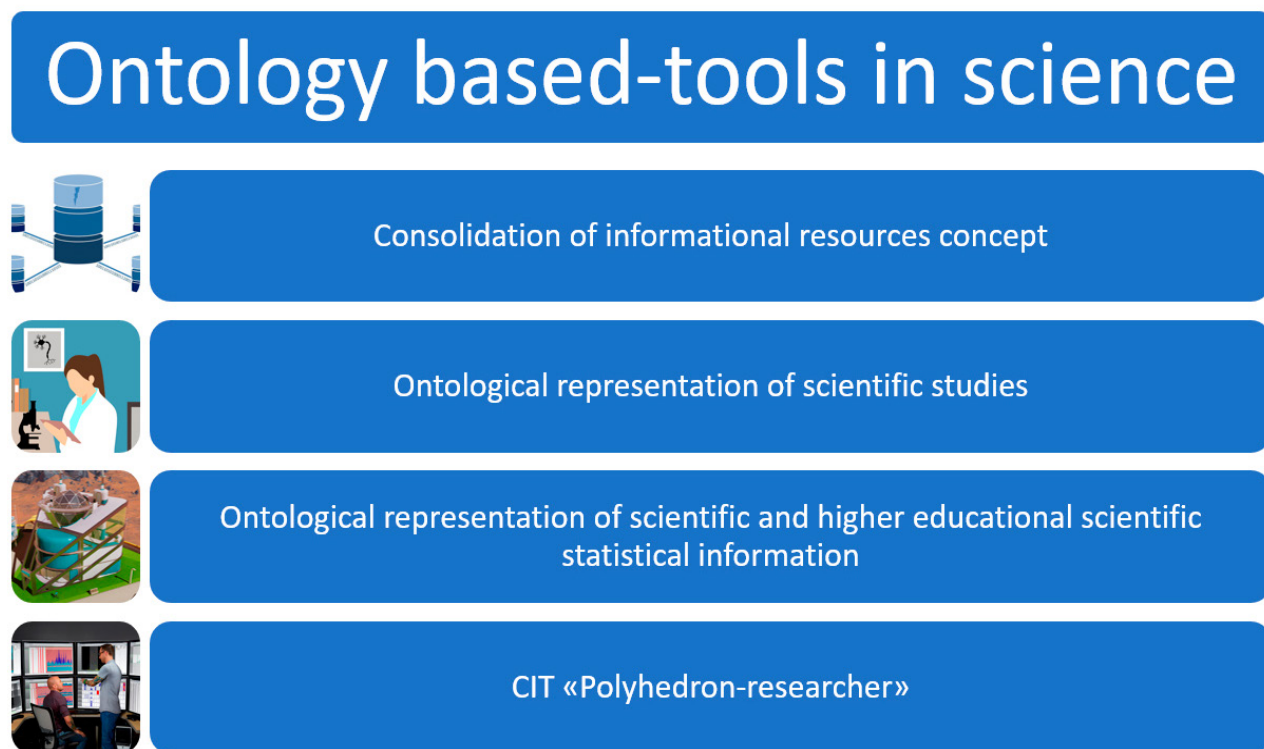 Ontology based-tools in science
Consolidation of informational resources concept
Ontological representation of scientific studies
Ontological representation of scientific and higher educational scientific
statistical information
CIT «Polyhedron-researcher»